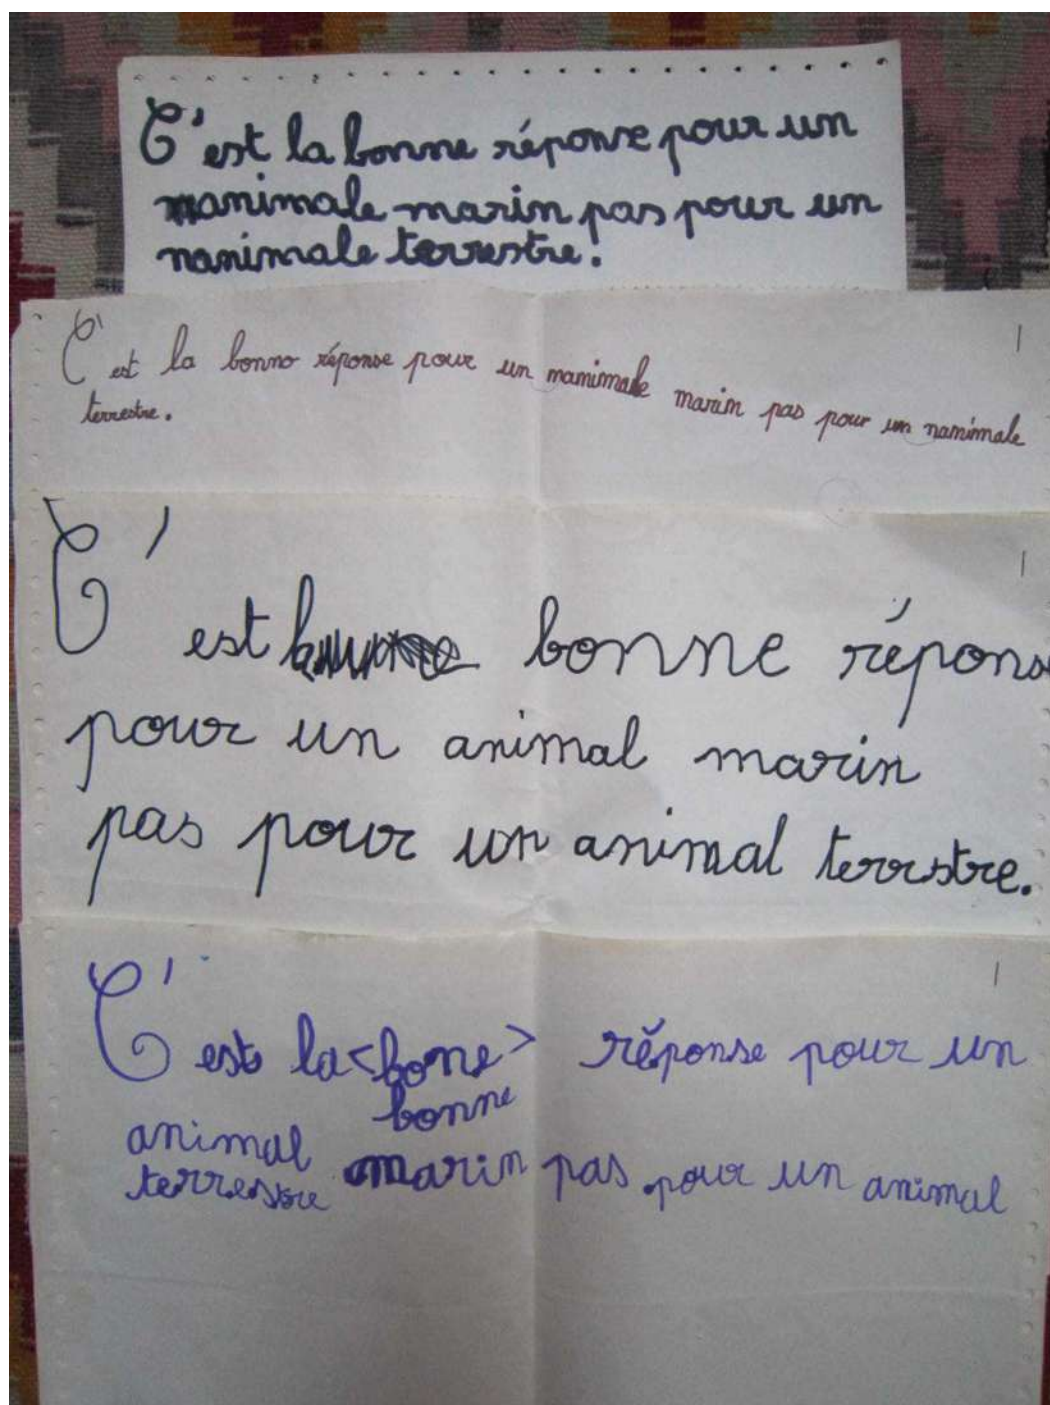 C'est la bonne réponse pour un
nanimale marin pas pour un
nanimale terrestre.
C'est la bonno réponse pour un manimale marin pas pour un nanimale
terrestre.
C'est bonne répons
pour un animal marin
pas pour un animal terrstre.
C'est la <bone> réponse pour un
bonne
animal marin pas pour un animal
terrestre